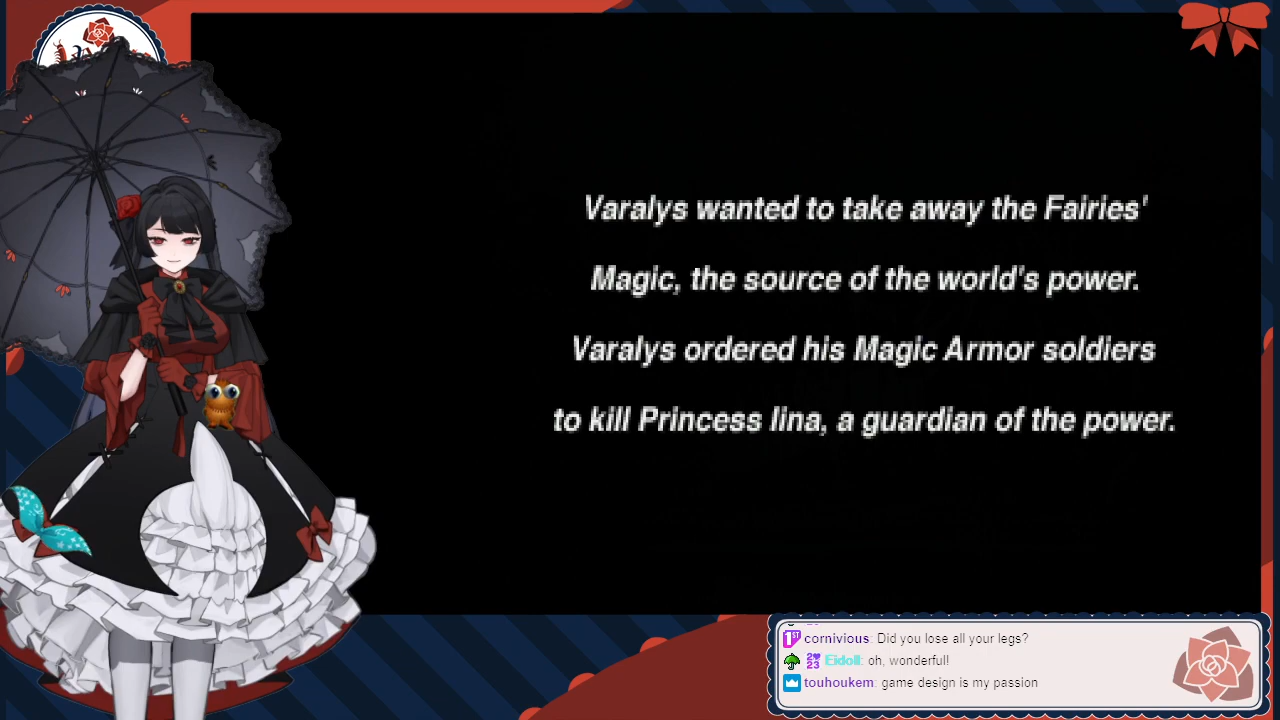 Varalys wanted to take away the Fairies'
Magic, the source of the world's power.
Varalys ordered his Magic Armor soldiers
to kill Princess Iina, a guardian of the power.
1ST cornivious: Did you lose all your legs?
23 Eidoll: oh, wonderful!
touhoukem: game design is my passion